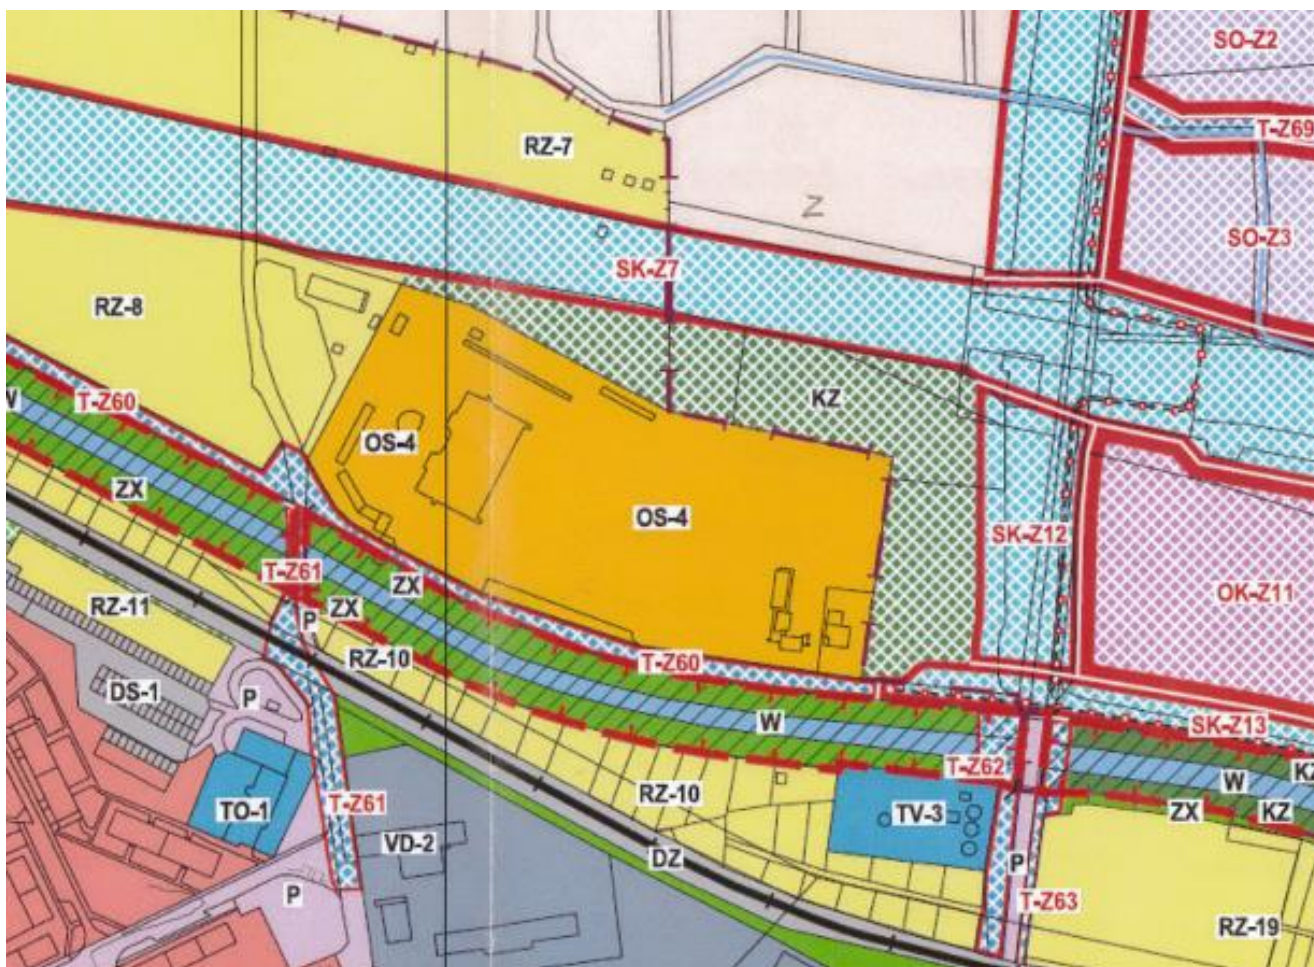 SO-Z2
T-Z69
RZ-7
Z
SO-Z3
SK-Z7
RZ-8
T-Z60
KZ
W
OS-4
ZX
OS-4
SK-Z12
T-Z61
ZX
OK-Z11
RZ-11
ZX
P
RZ-10
T-Z60
DS-1
P
W
SK-Z13
T-Z62
KZ
W
TO-1
T-Z61
RZ-10
TV-3
ZX
KZ
VD-2
DZ
P
P
T-Z63
RZ-19